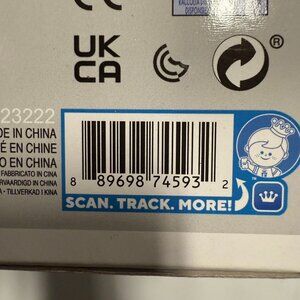 UK
CA
®
23222
DE IN CHINA
É EN CHINE
O EN CHINA
FABBRICATO IN CINA
TILLVERKAD I KINA
8 89698 74593 2
SCAN. TRACK. MORE!